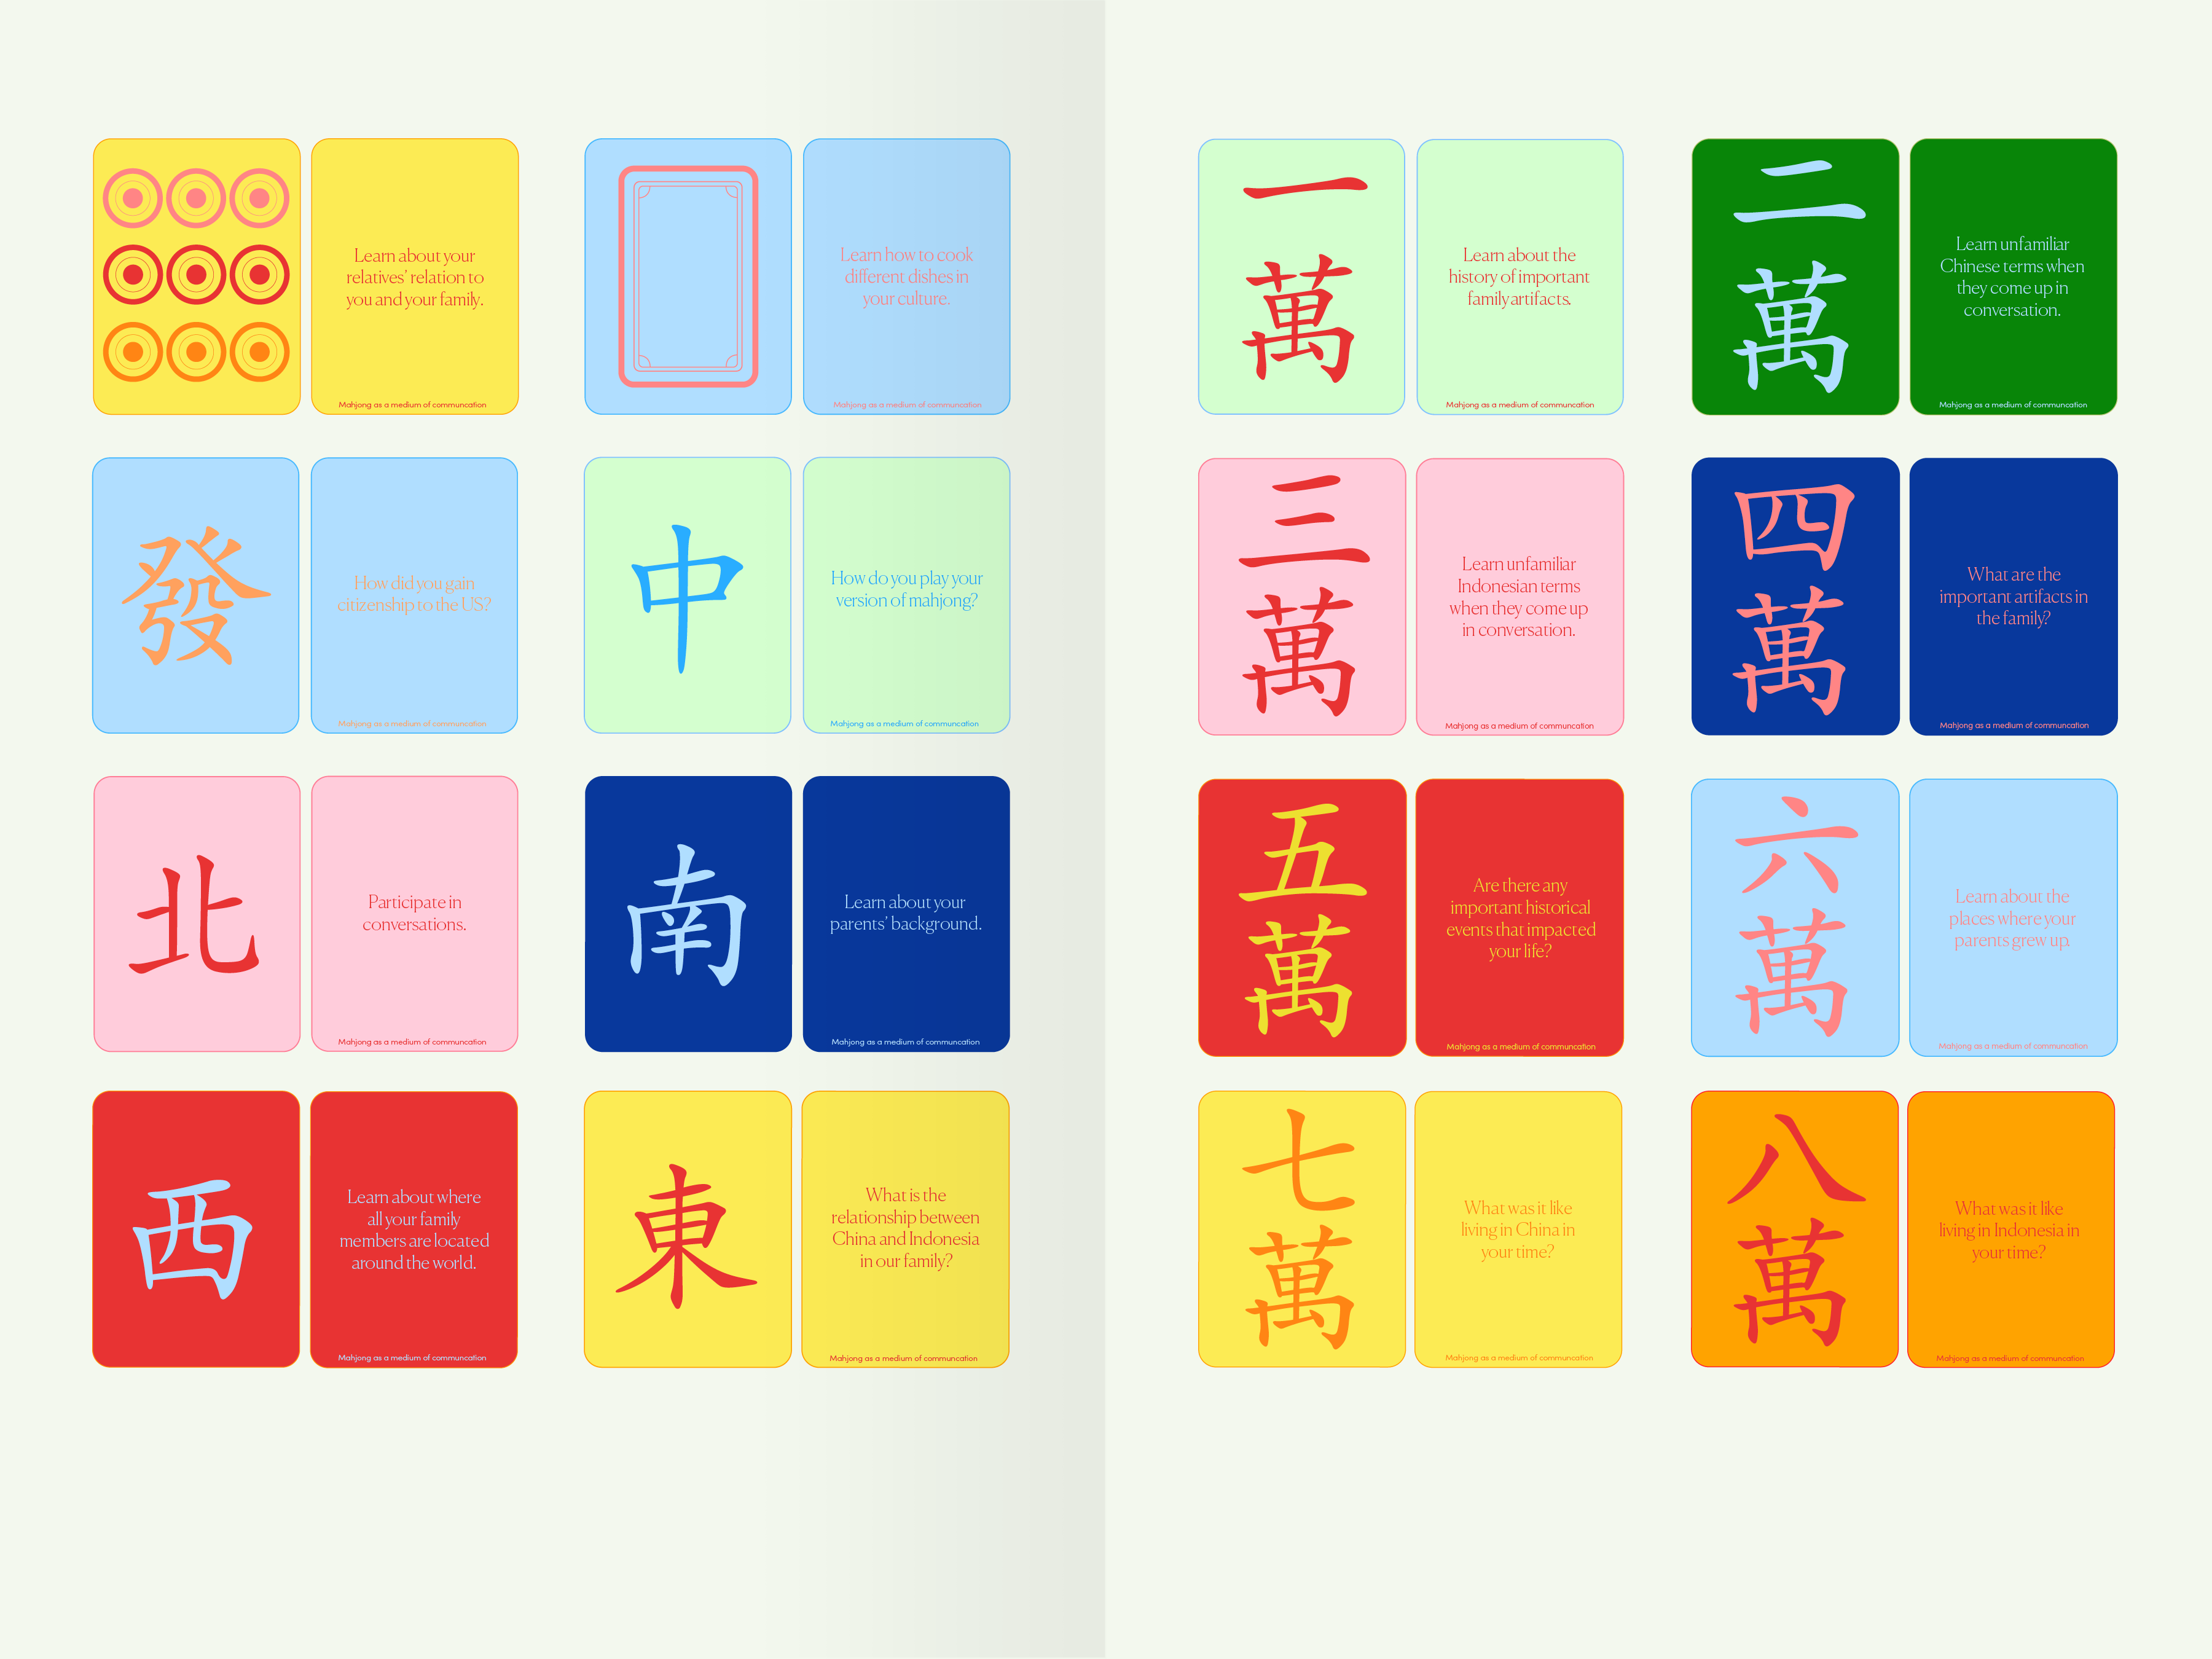 Learn about your
relatives’ relation to
you and your family.
Mahjong as a medium of communcation
Learn how to cook
different dishes in
your culture.
Mahjong as a medium of communcation
發
How did you gain
citizenship to the US?
Mahjong as a medium of communcation
中
How do you play your
version of mahjong?
Mahjong as a medium of communcation
北
Participate in
conversations.
Mahjong as a medium of communcation
南
Learn about your
parents’ background.
Mahjong as a medium of communcation
西
Learn about where
all your family
members are located
around the world.
Mahjong as a medium of communcation
東
What is the
relationship between
China and Indonesia
in our family?
Mahjong as a medium of communcation
一
萬
Learn about the
history of important
family artifacts.
Mahjong as a medium of communcation
二
萬
Learn unfamiliar
Chinese terms when
they come up in
conversation.
Mahjong as a medium of communcation
三
萬
Learn unfamiliar
Indonesian terms
when they come up
in conversation.
Mahjong as a medium of communcation
四
萬
What are the
important artifacts in
the family?
Mahjong as a medium of communcation
五
萬
Are there any
important historical
events that impacted
your life?
Mahjong as a medium of communcation
六
萬
Learn about the
places where your
parents grew up.
Mahjong as a medium of communcation
七
萬
What was it like
living in China in
your time?
Mahjong as a medium of communcation
八
萬
What was it like
living in Indonesia in
your time?
Mahjong as a medium of communcation